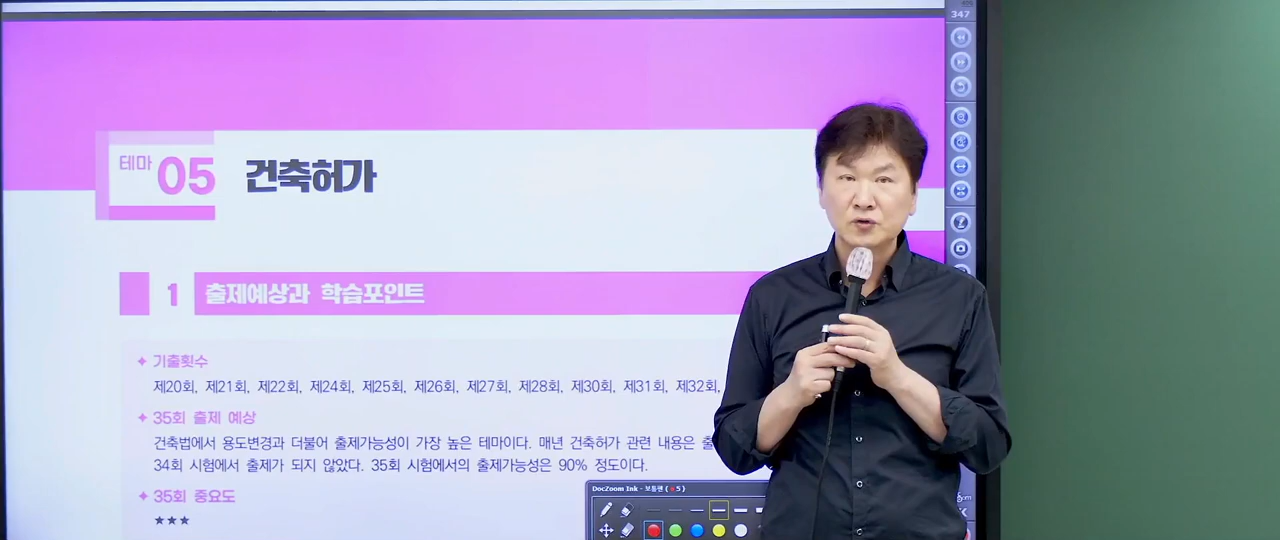 347
테마 05 건축허가
1 출제예상과 학습포인트
✦ 기출횟수
제20회, 제21회, 제22회, 제24회, 제25회, 제26회, 제27회, 제28회, 제30회, 제31회, 제32회,
✦ 35회 출제 예상
건축법에서 용도변경과 더불어 출제가능성이 가장 높은 테마이다. 매년 건축허가 관련 내용은
34회 시험에서 출제가 되지 않았다. 35회 시험에서의 출제가능성은 90% 정도이다.
✦ 35회 중요도
★★★
DocZoom Ink - 보통펜 ( 5 )